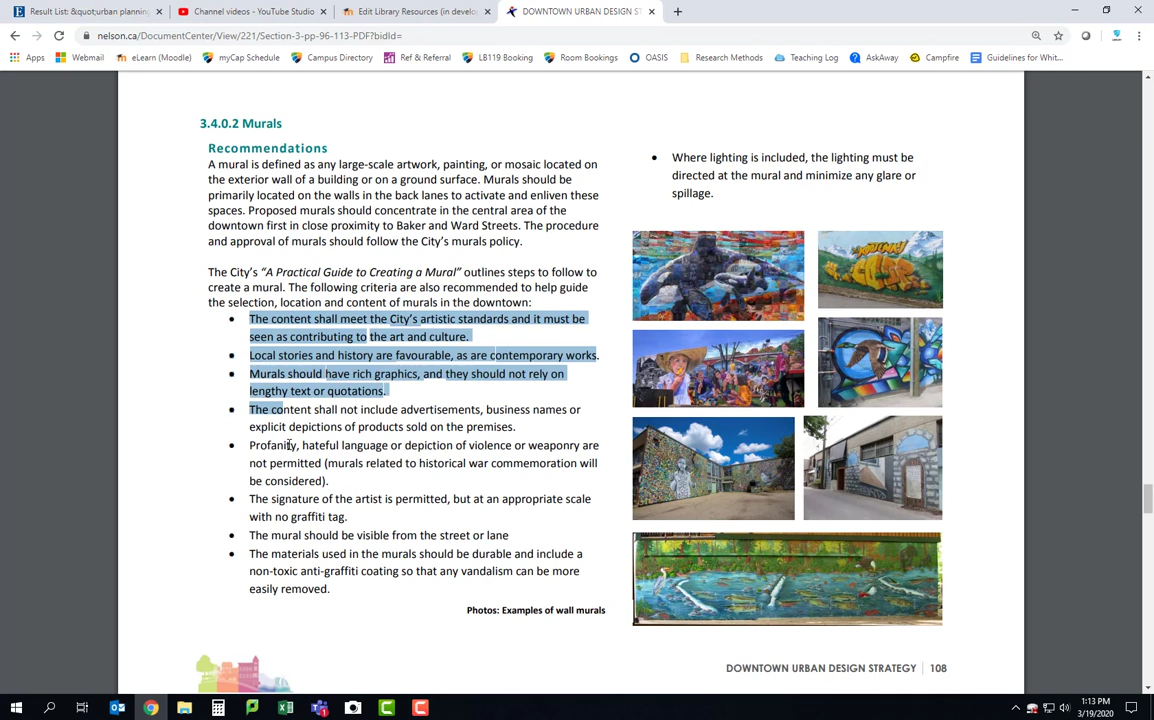 Result List: &quot;urban planning
Channel videos - YouTube Studio
Edit Library Resources (in develo
DOWNTOWN URBAN DESIGN ST
nelson.ca/DocumentCenter/View/221/Section-3-pp-96-113-PDF?bidId=
Apps Webmail eLearn (Moodle) myCap Schedule Campus Directory Ref & Referral LB119 Booking Room Bookings OASIS Research Methods Teaching Log AskAway Campfire Guidelines for Whit...
3.4.0.2 Murals
Recommendations
A mural is defined as any large-scale artwork, painting, or mosaic located on
the exterior wall of a building or on a ground surface. Murals should be
primarily located on the walls in the back lanes to activate and enliven these
spaces. Proposed murals should concentrate in the central area of the
downtown first in close proximity to Baker and Ward Streets. The procedure
and approval of murals should follow the City's murals policy.
The City's "A Practical Guide to Creating a Mural" outlines steps to follow to
create a mural. The following criteria are also recommended to help guide
the selection, location and content of murals in the downtown:
• The content shall meet the City's artistic standards and it must be
seen as contributing to the art and culture.
• Local stories and history are favourable, as are contemporary works.
• Murals should have rich graphics, and they should not rely on
lengthy text or quotations.
• The content shall not include advertisements, business names or
explicit depictions of products sold on the premises.
• Profanity, hateful language or depiction of violence or weaponry are
not permitted (murals related to historical war commemoration will
be considered).
• The signature of the artist is permitted, but at an appropriate scale
with no graffiti tag.
• The mural should be visible from the street or lane
• The materials used in the murals should be durable and include a
non-toxic anti-graffiti coating so that any vandalism can be more
easily removed.
Photos: Examples of wall murals
• Where lighting is included, the lighting must be
directed at the mural and minimize any glare or
spillage.
DOWNTOWN URBAN DESIGN STRATEGY | 108
1:13 PM
3/19/2020